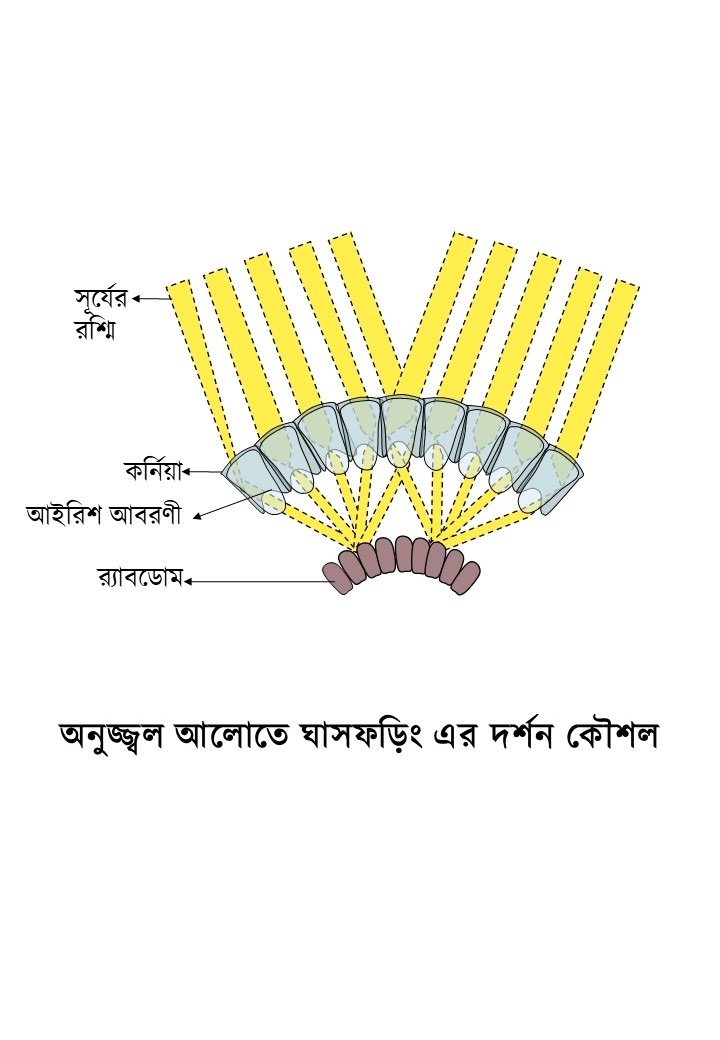 সূর্যের
রশ্মি
কর্নিয়া
আইরিশ আবরণী
র‍্যাবডোম
অনুজ্জ্বল আলোতে ঘাসফড়িং এর দর্শন কৌশল